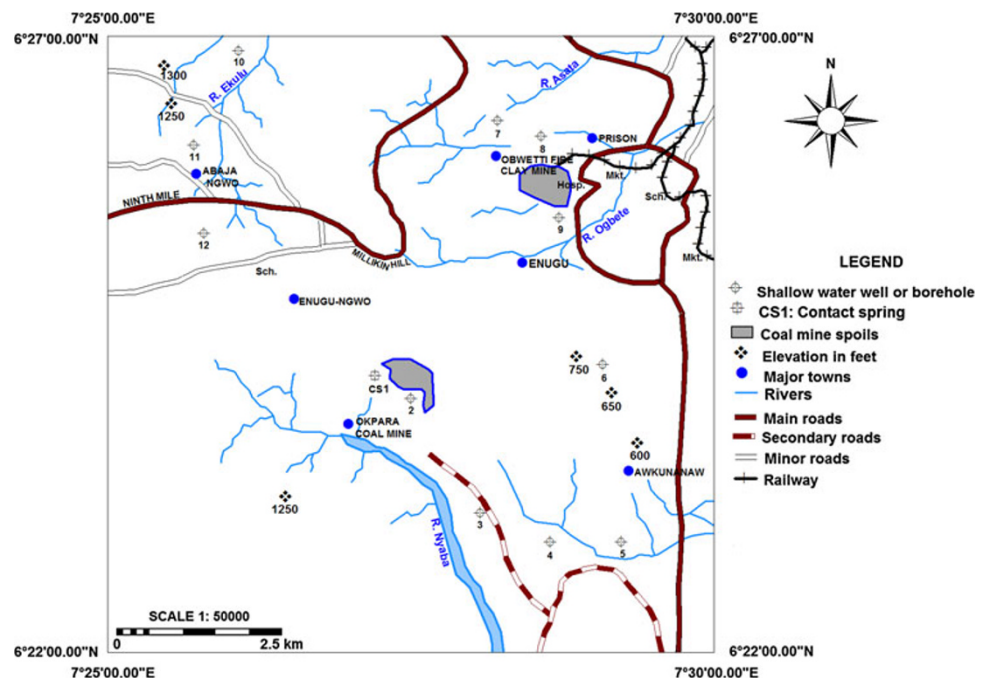 7°25'00.00"E
7°30'00.00"E
6°27'00.00"N
6°27'00.00"N
N
10
1300
R. Ekulu
1250
R. Asata
7
8
PRISON
11
OBWETTI FIRE
CLAY MINE
ABAJA
NGWO
Mkt.
Hosp.
Sch.
NINTH MILE
9
R. Ogbete
12
MILLIKIN HILL
Mkt.
ENUGU
Sch.
ENUGU-NGWO
LEGEND
Shallow water well or borehole
CS1: Contact spring
Coal mine spoils
Elevation in feet
Major towns
Rivers
Main roads
Secondary roads
Minor roads
Railway
750
6
650
CS1
2
OKPARA
COAL MINE
600
AWKUNANAW
1250
3
R. Nyaba
4
5
SCALE 1: 50000
0
2.5 km
6°22'00.00"N
6°22'00.00"N
7°25'00.00"E
7°30'00.00"E